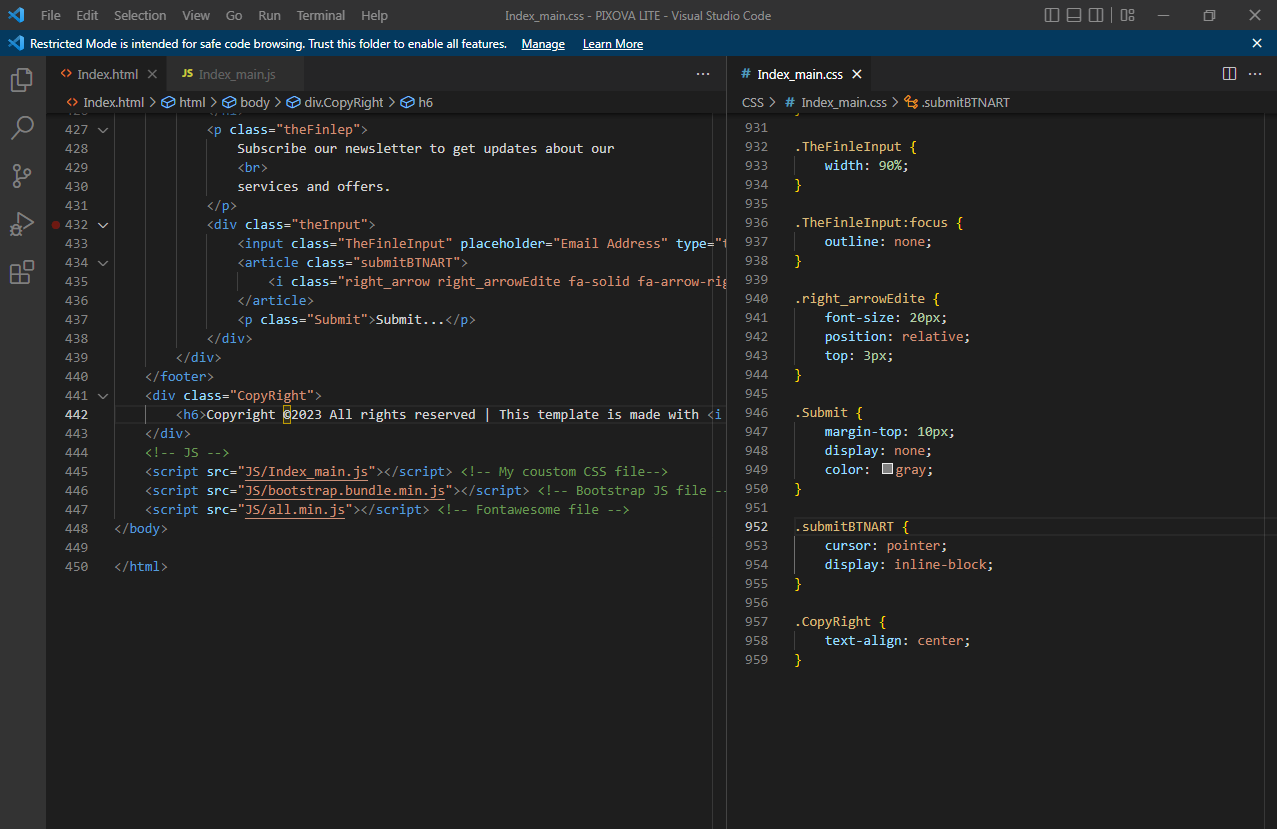 File Edit Selection View Go Run Terminal Help Index_main.css - PIXOVA LITE - Visual Studio Code
Restricted Mode is intended for safe code browsing. Trust this folder to enable all features. Manage Learn More
Index.html JS Index_main.js ...
Index.html > html > body > div.CopyRight > h6
427 <p class="theFinlep">
428 Subscribe our newsletter to get updates about our
429 <br>
430 services and offers.
431 </p>
432 <div class="theInput">
433 <input class="TheFinleInput" placeholder="Email Address" type="t
434 <article class="submitBTNART">
435 <i class="right_arrow right_arrowEdite fa-solid fa-arrow-rig
436 </article>
437 <p class="Submit">Submit...</p>
438 </div>
439 </div>
440 </footer>
441 <div class="CopyRight">
442 <h6>Copyright ©2023 All rights reserved | This template is made with <i
443 </div>
444 <!-- JS -->
445 <script src="JS/Index_main.js"></script> <!-- My coustom CSS file-->
446 <script src="JS/bootstrap.bundle.min.js"></script> <!-- Bootstrap JS file --
447 <script src="JS/all.min.js"></script> <!-- Fontawesome file -->
448 </body>
449
450 </html>
# Index_main.css ...
CSS > # Index_main.css > .submitBTNART
931
932 .TheFinleInput {
933 width: 90%;
934 }
935
936 .TheFinleInput:focus {
937 outline: none;
938 }
939
940 .right_arrowEdite {
941 font-size: 20px;
942 position: relative;
943 top: 3px;
944 }
945
946 .Submit {
947 margin-top: 10px;
948 display: none;
949 color: gray;
950 }
951
952 .submitBTNART {
953 cursor: pointer;
954 display: inline-block;
955 }
956
957 .CopyRight {
958 text-align: center;
959 }